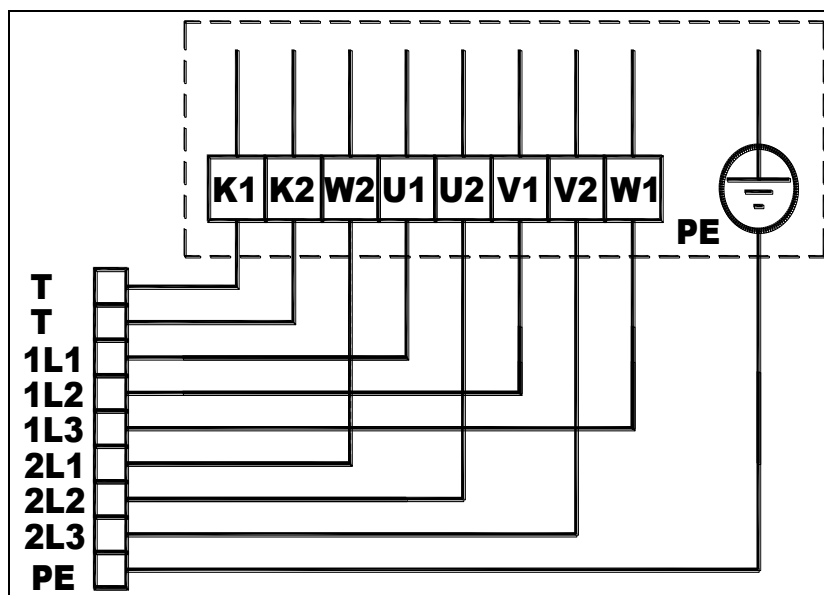 K1 K2 W2 U1 U2 V1 V2 W1
PE
T
T
1L1
1L2
1L3
2L1
2L2
2L3
PE